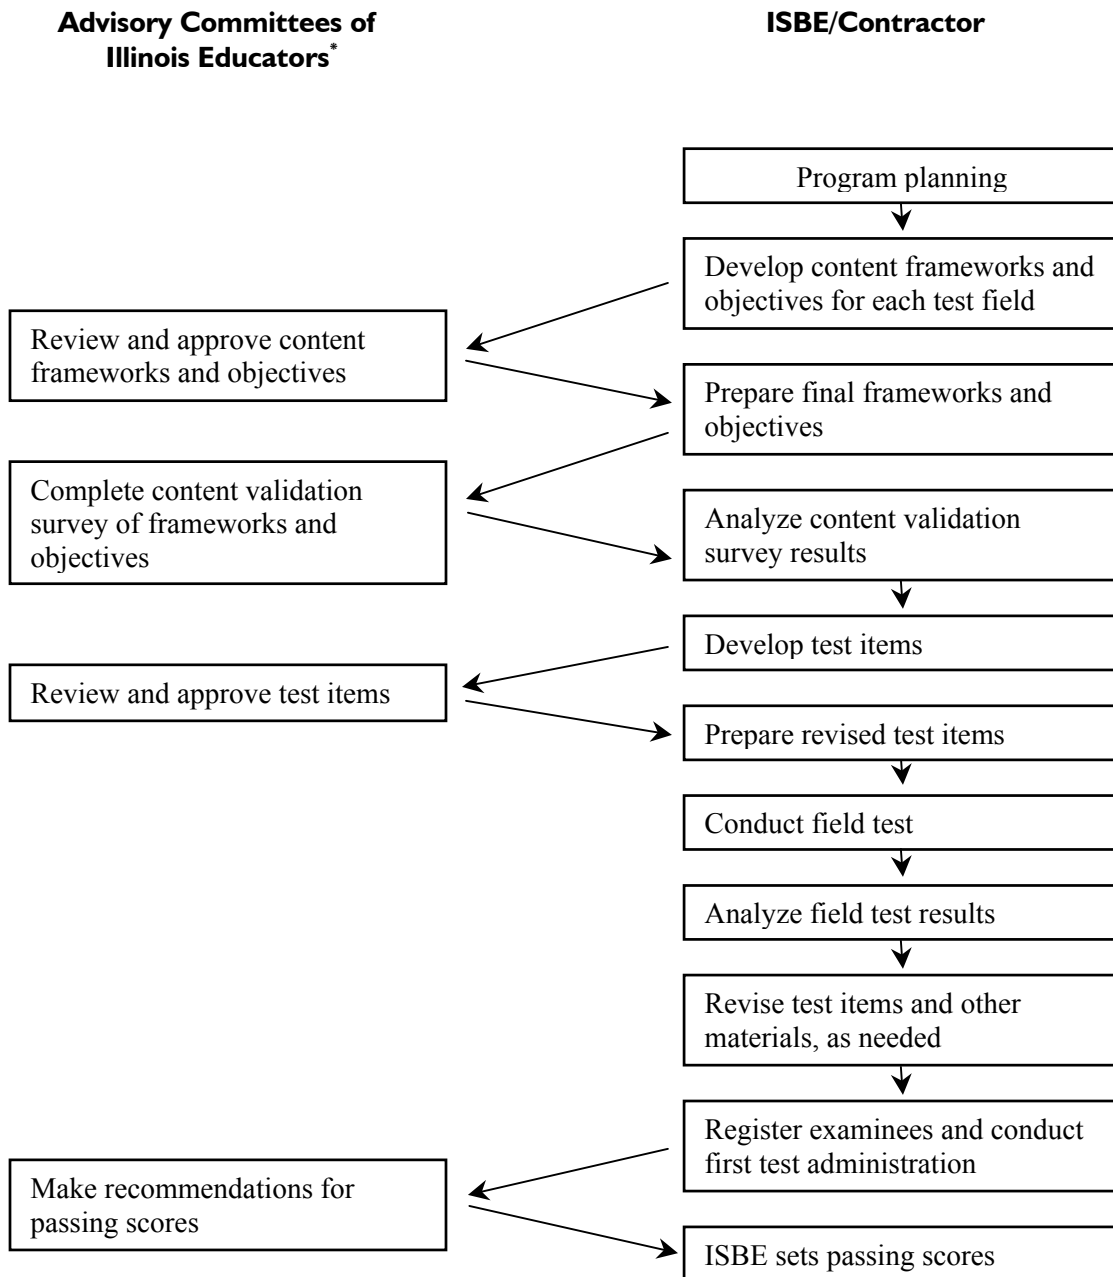 Advisory Committees of
Illinois Educators*
ISBE/Contractor
Program planning
Develop content frameworks and
objectives for each test field
Review and approve content
frameworks and objectives
Prepare final frameworks and
objectives
Complete content validation
survey of frameworks and
objectives
Analyze content validation
survey results
Develop test items
Review and approve test items
Prepare revised test items
Conduct field test
Analyze field test results
Revise test items and other
materials, as needed
Register examinees and conduct
first test administration
Make recommendations for
passing scores
ISBE sets passing scores